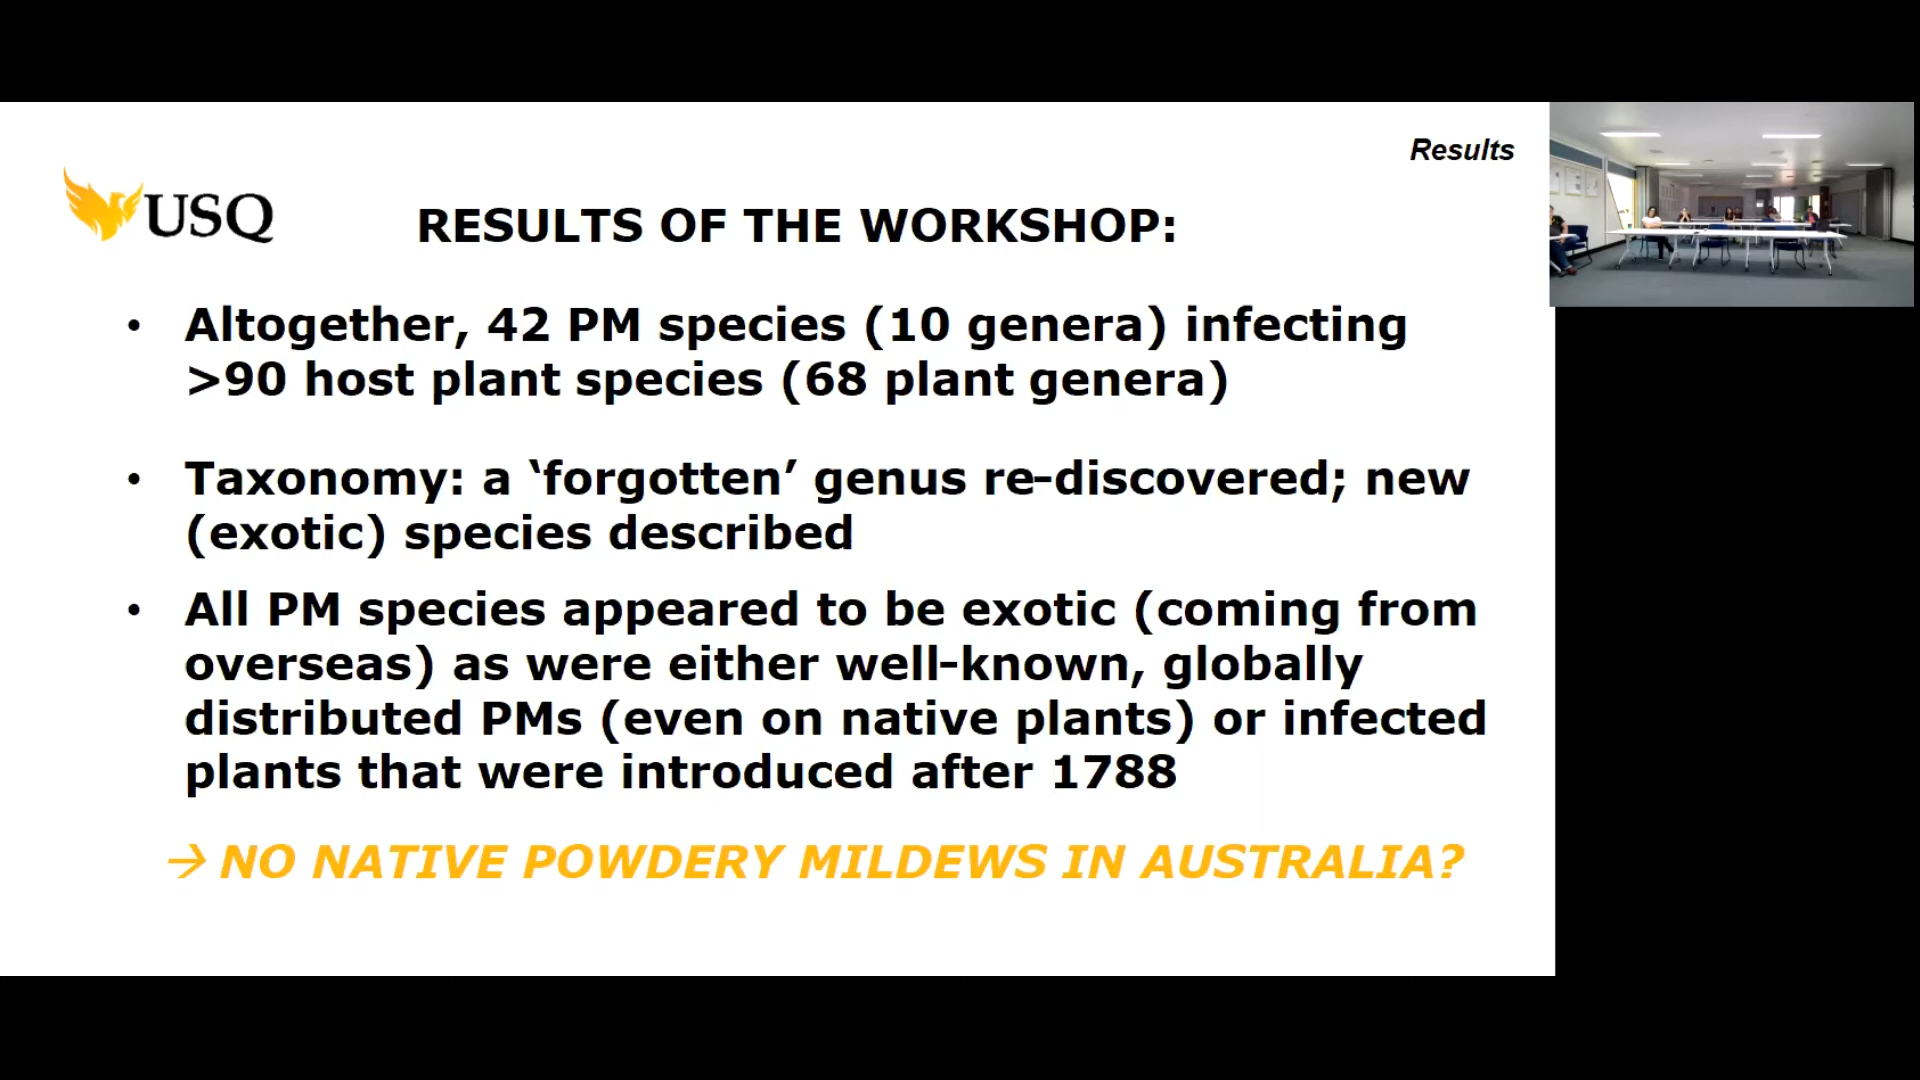 Results
USQ
RESULTS OF THE WORKSHOP:
• Altogether, 42 PM species (10 genera) infecting
>90 host plant species (68 plant genera)
• Taxonomy: a ‘forgotten’ genus re-discovered; new
(exotic) species described
• All PM species appeared to be exotic (coming from
overseas) as were either well-known, globally
distributed PMs (even on native plants) or infected
plants that were introduced after 1788
→ NO NATIVE POWDERY MILDEWS IN AUSTRALIA?